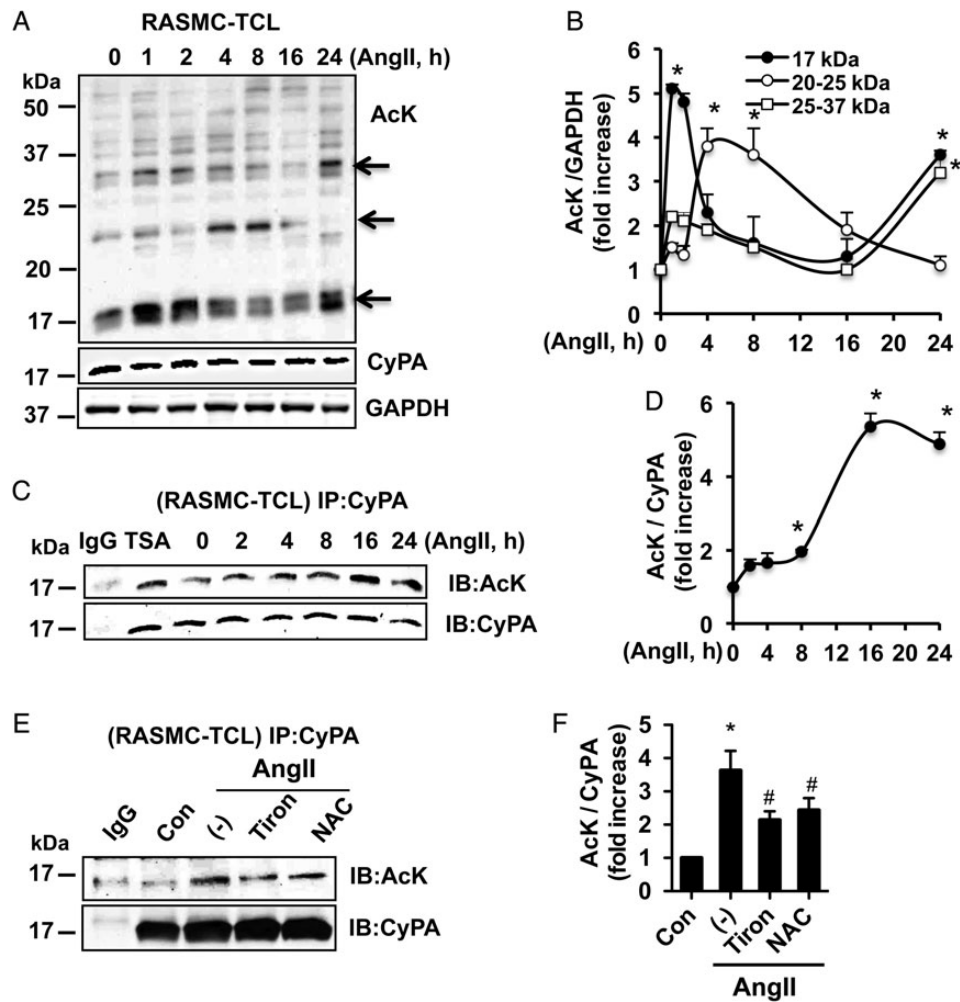 A
RASMC-TCL
0 1 2 4 8 16 24 (AngII, h)
kDa
50
37
25
20
17
AcK
17
CyPA
37
GAPDH
B
17 kDa
20-25 kDa
25-37 kDa
AcK /GAPDH
(fold increase)
6
5
4
3
2
1
0
* * * * *
0 4 8 12 16 20 24
(AngII, h)
C
(RASMC-TCL) IP:CyPA
kDa IgG TSA 0 2 4 8 16 24 (AngII, h)
17 IB:AcK
17 IB:CyPA
D
AcK / CyPA
(fold increase)
6
4
2
0
* * *
(AngII, h) 0 4 8 12 16 20 24
E
(RASMC-TCL) IP:CyPA
AngII
IgG Con (-) Tiron NAC
kDa
17 IB:AcK
17 IB:CyPA
F
AcK / CyPA
(fold increase)
5
4
3
2
1
0
* # #
Con (-) Tiron NAC
AngII